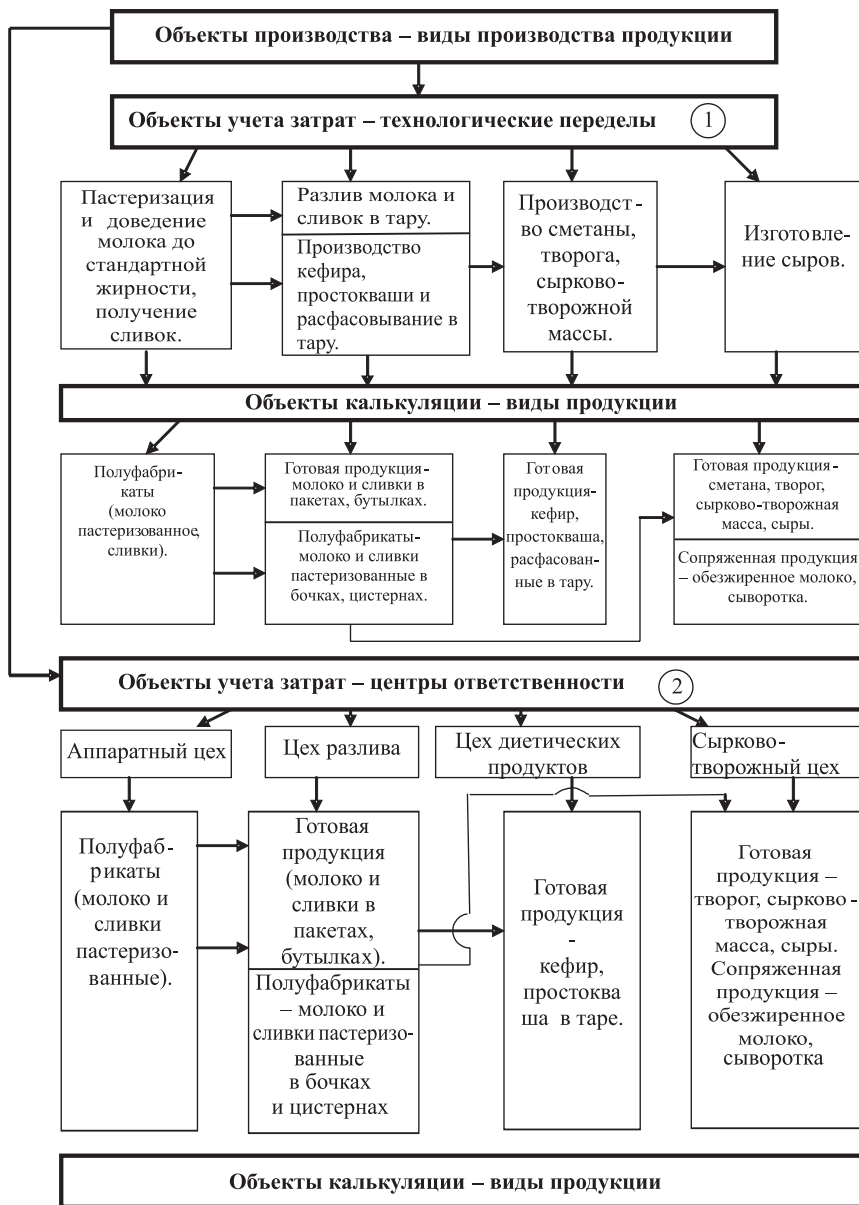 Объекты производства – виды производства продукции
Объекты учета затрат – технологические переделы
1
Пастеризация
и доведение
молока до
стандартной
жирности,
получение
сливок.
Разлив молока и
сливок в тару.
Производство
кефира,
простокваши и
расфасовывание в
тару.
Производст-
во сметаны,
творога,
сырково-
творожной
массы.
Изготовле-
ние сыров.
Объекты калькуляции – виды продукции
Полуфабри-
каты
(молоко
пастеризованное,
сливки).
Готовая продукция-
молоко и сливки в
пакетах, бутылках.
Полуфабрикаты-
молоко и сливки
пастеризованные в
бочках, цистернах.
Готовая
продукция-
кефир,
простокваша,
расфасован-
ные в тару.
Готовая продукция-
сметана, творог,
сырково-творожная
масса, сыры.
Сопряженная продукция
– обезжиренное молоко,
сыворотка.
Объекты учета затрат – центры ответственности
2
Аппаратный цех
Цех разлива
Цех диетических
продуктов
Сырково-
творожный цех
Полуфаб-
рикаты
(молоко и
сливки
пастеризо-
ванные).
Готовая
продукция
(молоко и
сливки в
пакетах,
бутылках).
Полуфабрикаты
– молоко и
сливки пастеризо-
ванные
в бочках
и цистернах
Готовая
продукция
-
кефир,
простоква
ша в таре.
Готовая
продукция –
творог, сырково-
творожная
масса, сыры.
Сопряженная
продукция –
обезжиренное
молоко,
сыворотка
Объекты калькуляции – виды продукции